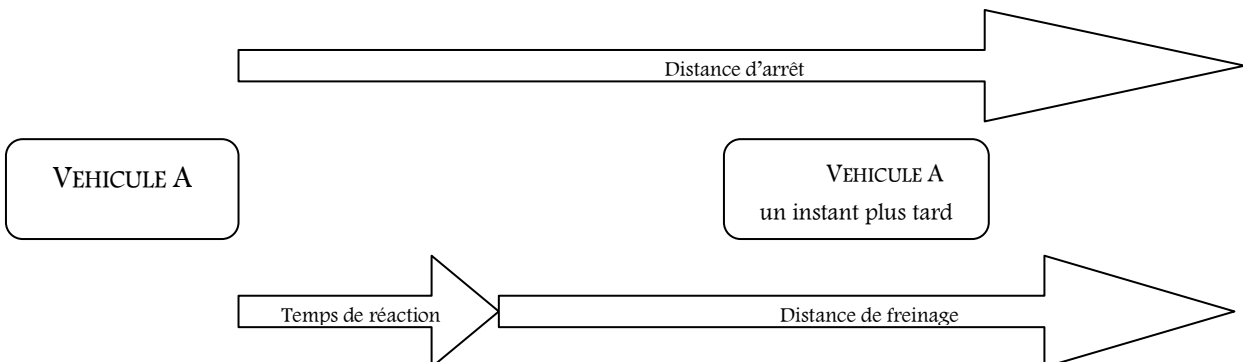 Distance d’arrêt
VEHICULE A
VEHICULE A
un instant plus tard
Temps de réaction
Distance de freinage